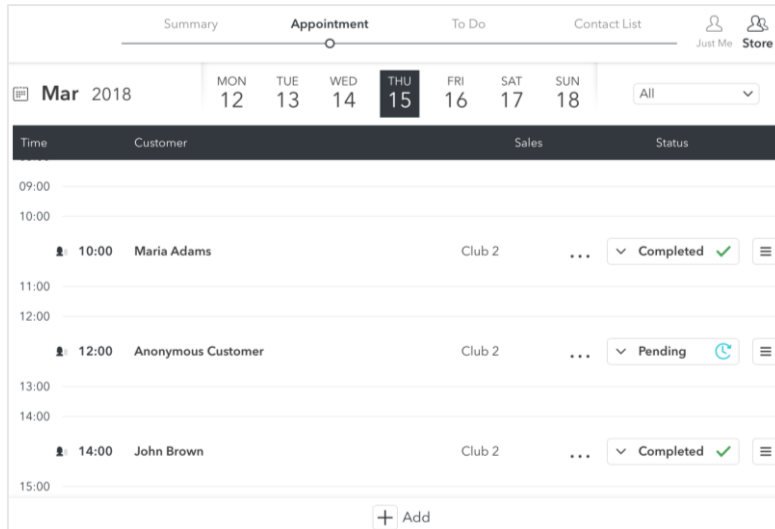 Summary Appointment To Do Contact List
Just Me Store
Mar 2018
MON TUE WED THU FRI SAT SUN
12 13 14 15 16 17 18
All
Time Customer Sales Status
09:00
10:00
10:00 Maria Adams Club 2 ... Completed
11:00
12:00
12:00 Anonymous Customer Club 2 ... Pending
13:00
14:00
14:00 John Brown Club 2 ... Completed
15:00
+ Add